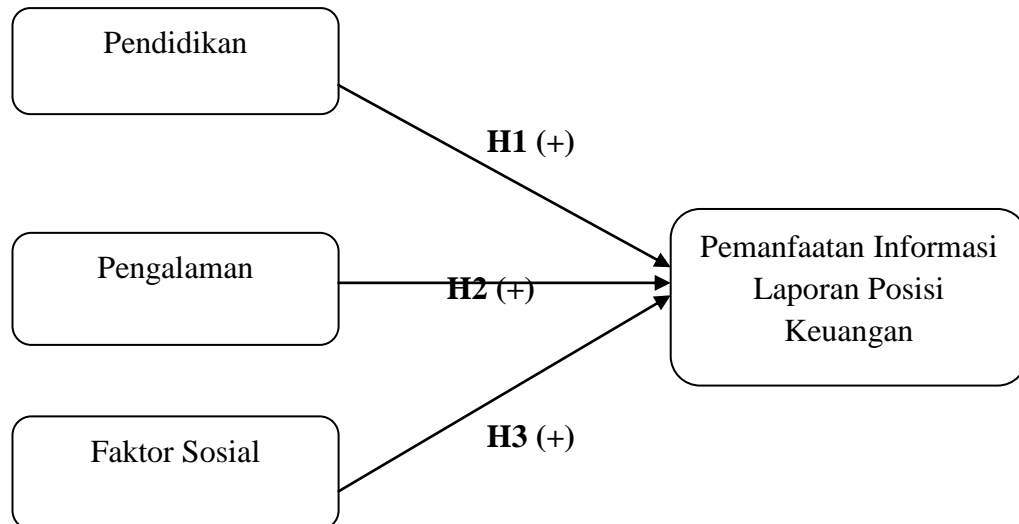 Pendidikan
H1 (+)
Pengalaman
H2 (+)
Pemanfaatan Informasi
Laporan Posisi
Keuangan
Faktor Sosial
H3 (+)